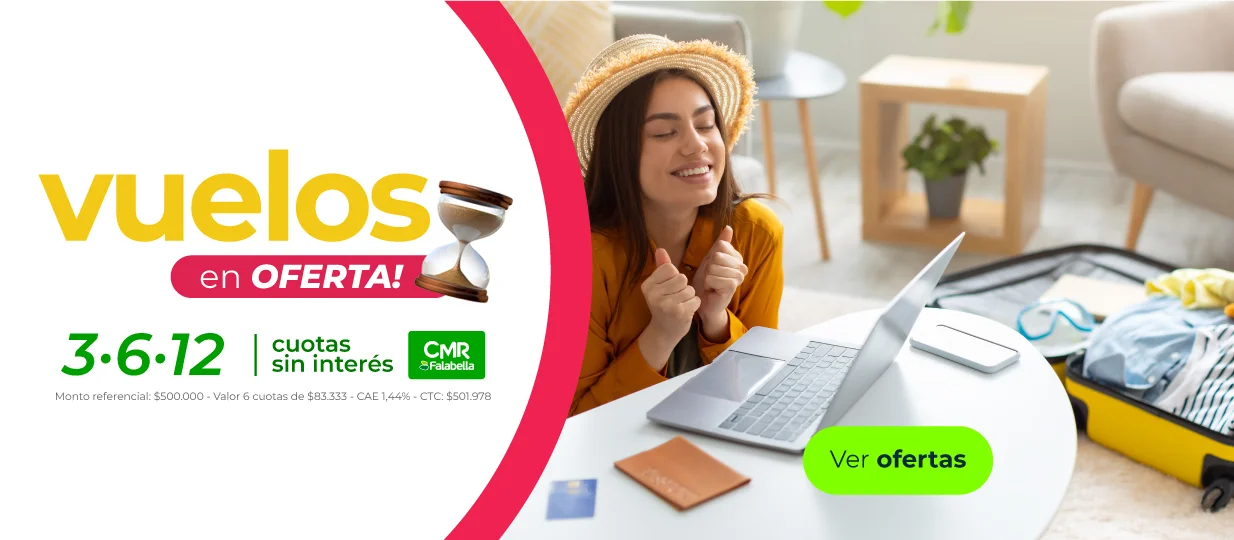 vuelos
en OFERTA!
3·6·12
cuotas
sin interés
CMR
Falabella
Monto referencial: $500.000 - Valor 6 cuotas de $83.333 - CAE 1,44% - CTC: $501.978
Ver ofertas